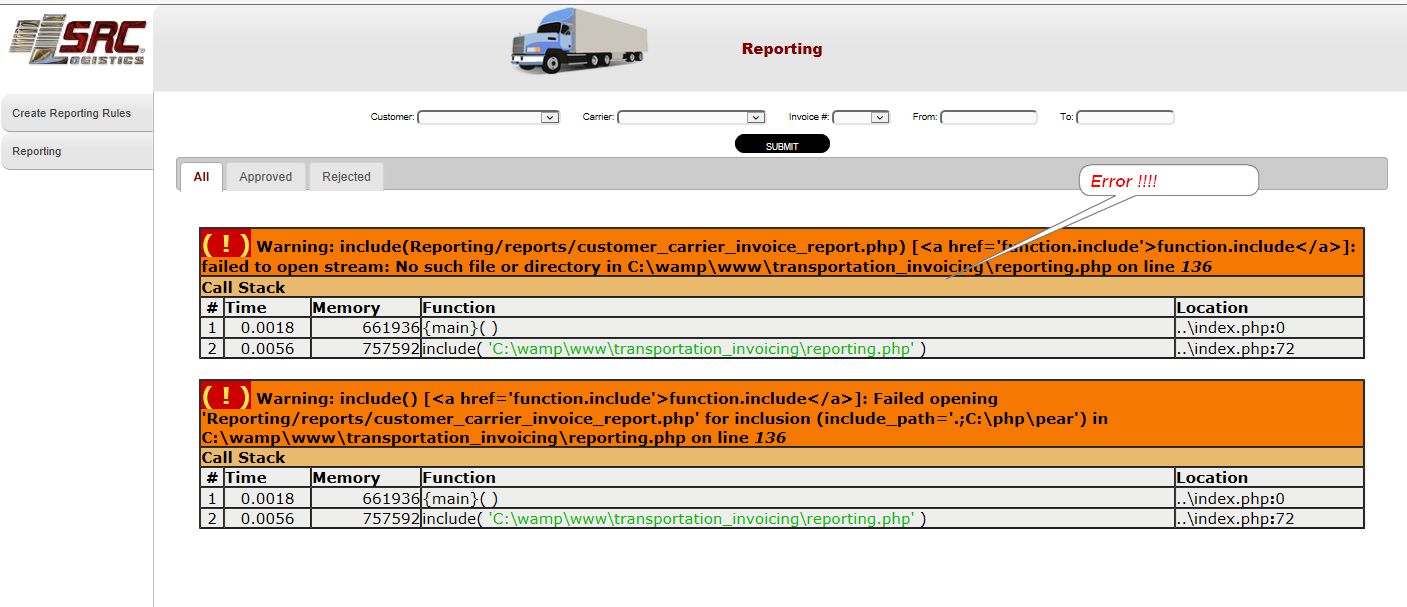 SRC®
LOGISTICS
Reporting
Create Reporting Rules
Reporting
Customer: Carrier: Invoice #: From: To:
SUBMIT
All Approved Rejected
Error !!!!
( ! ) Warning: include(Reporting/reports/customer_carrier_invoice_report.php) [<a href='function.include'>function.include</a>]:
failed to open stream: No such file or directory in C:\wamp\www\transportation_invoicing\reporting.php on line 136
Call Stack
# Time Memory Function Location
1 0.0018 661936 {main}( ) ..\index.php:0
2 0.0056 757592 include( 'C:\wamp\www\transportation_invoicing\reporting.php' ) ..\index.php:72
( ! ) Warning: include() [<a href='function.include'>function.include</a>]: Failed opening
'Reporting/reports/customer_carrier_invoice_report.php' for inclusion (include_path='.;C:\php\pear') in
C:\wamp\www\transportation_invoicing\reporting.php on line 136
Call Stack
# Time Memory Function Location
1 0.0018 661936 {main}( ) ..\index.php:0
2 0.0056 757592 include( 'C:\wamp\www\transportation_invoicing\reporting.php' ) ..\index.php:72